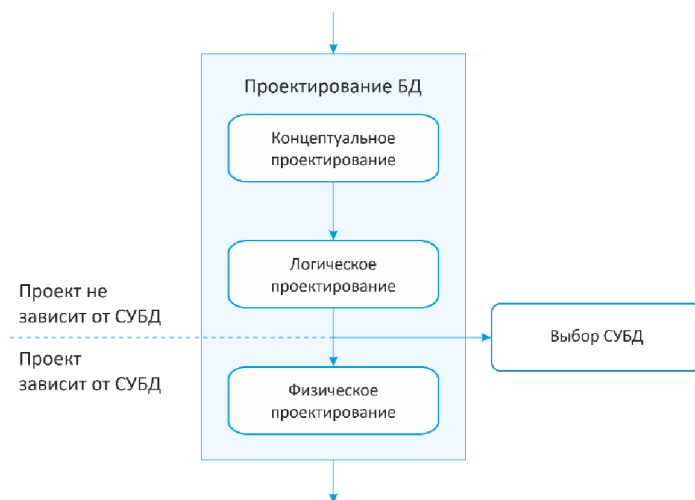 Проектирование БД
Концептуальное
проектирование
Логическое
проектирование
Проект не
зависит от СУБД
Выбор СУБД
Проект
зависит от СУБД
Физическое
проектирование